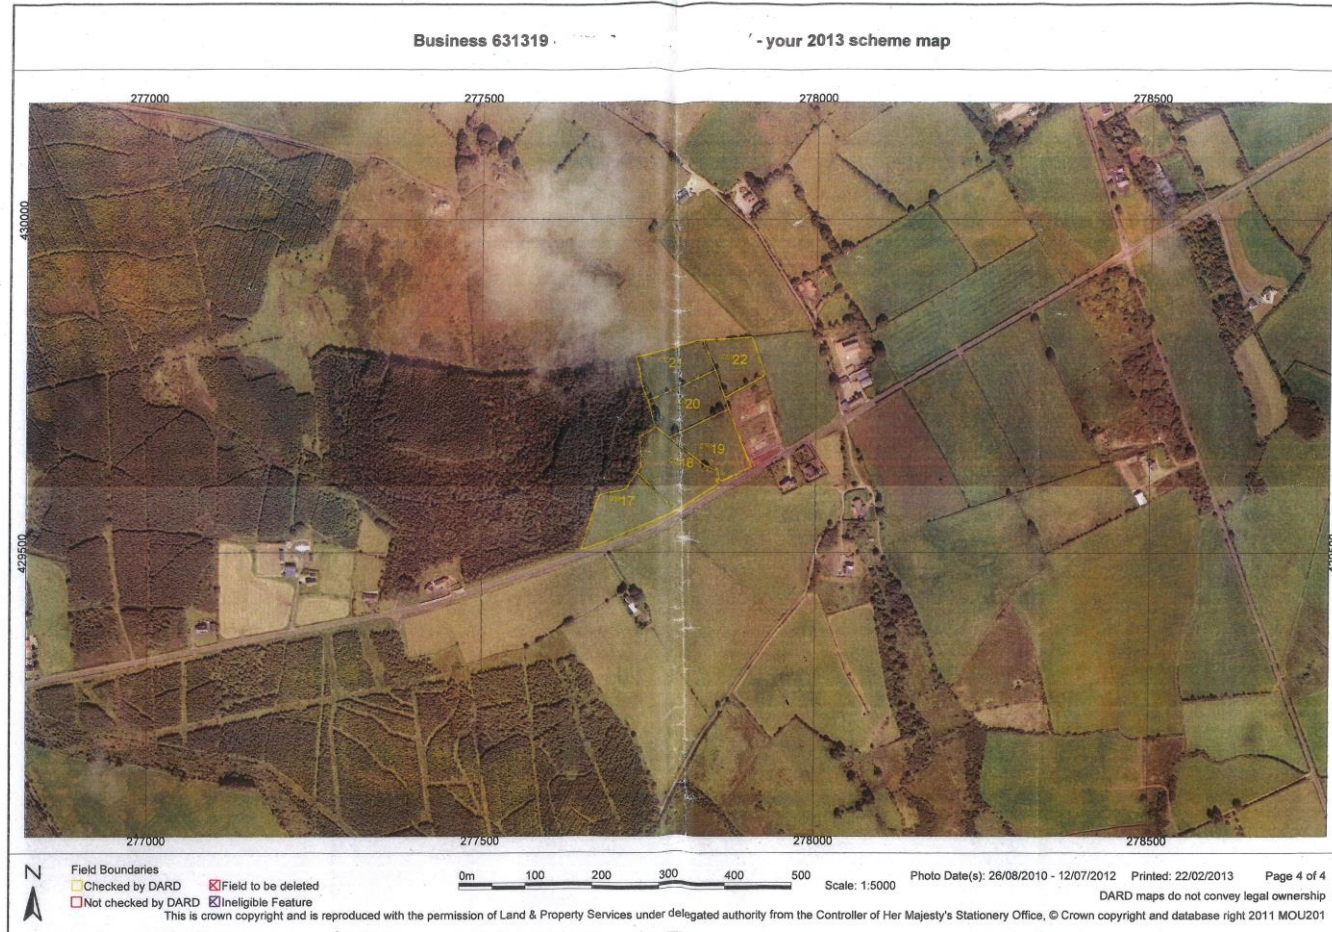 Business 631319
- your 2013 scheme map
277000 277500 278000 278500
430000
22
20
19
18
17
429500
277000 277500 278000 278500
N
Field Boundaries
Checked by DARD
Field to be deleted
Not checked by DARD
Ineligible Feature
0m 100 200 300 400 500
Scale: 1:5000
Photo Date(s): 26/08/2010 - 12/07/2012 Printed: 22/02/2013 Page 4 of 4
DARD maps do not convey legal ownership
This is crown copyright and is reproduced with the permission of Land & Property Services under delegated authority from the Controller of Her Majesty's Stationery Office, © Crown copyright and database right 2011 MOU201